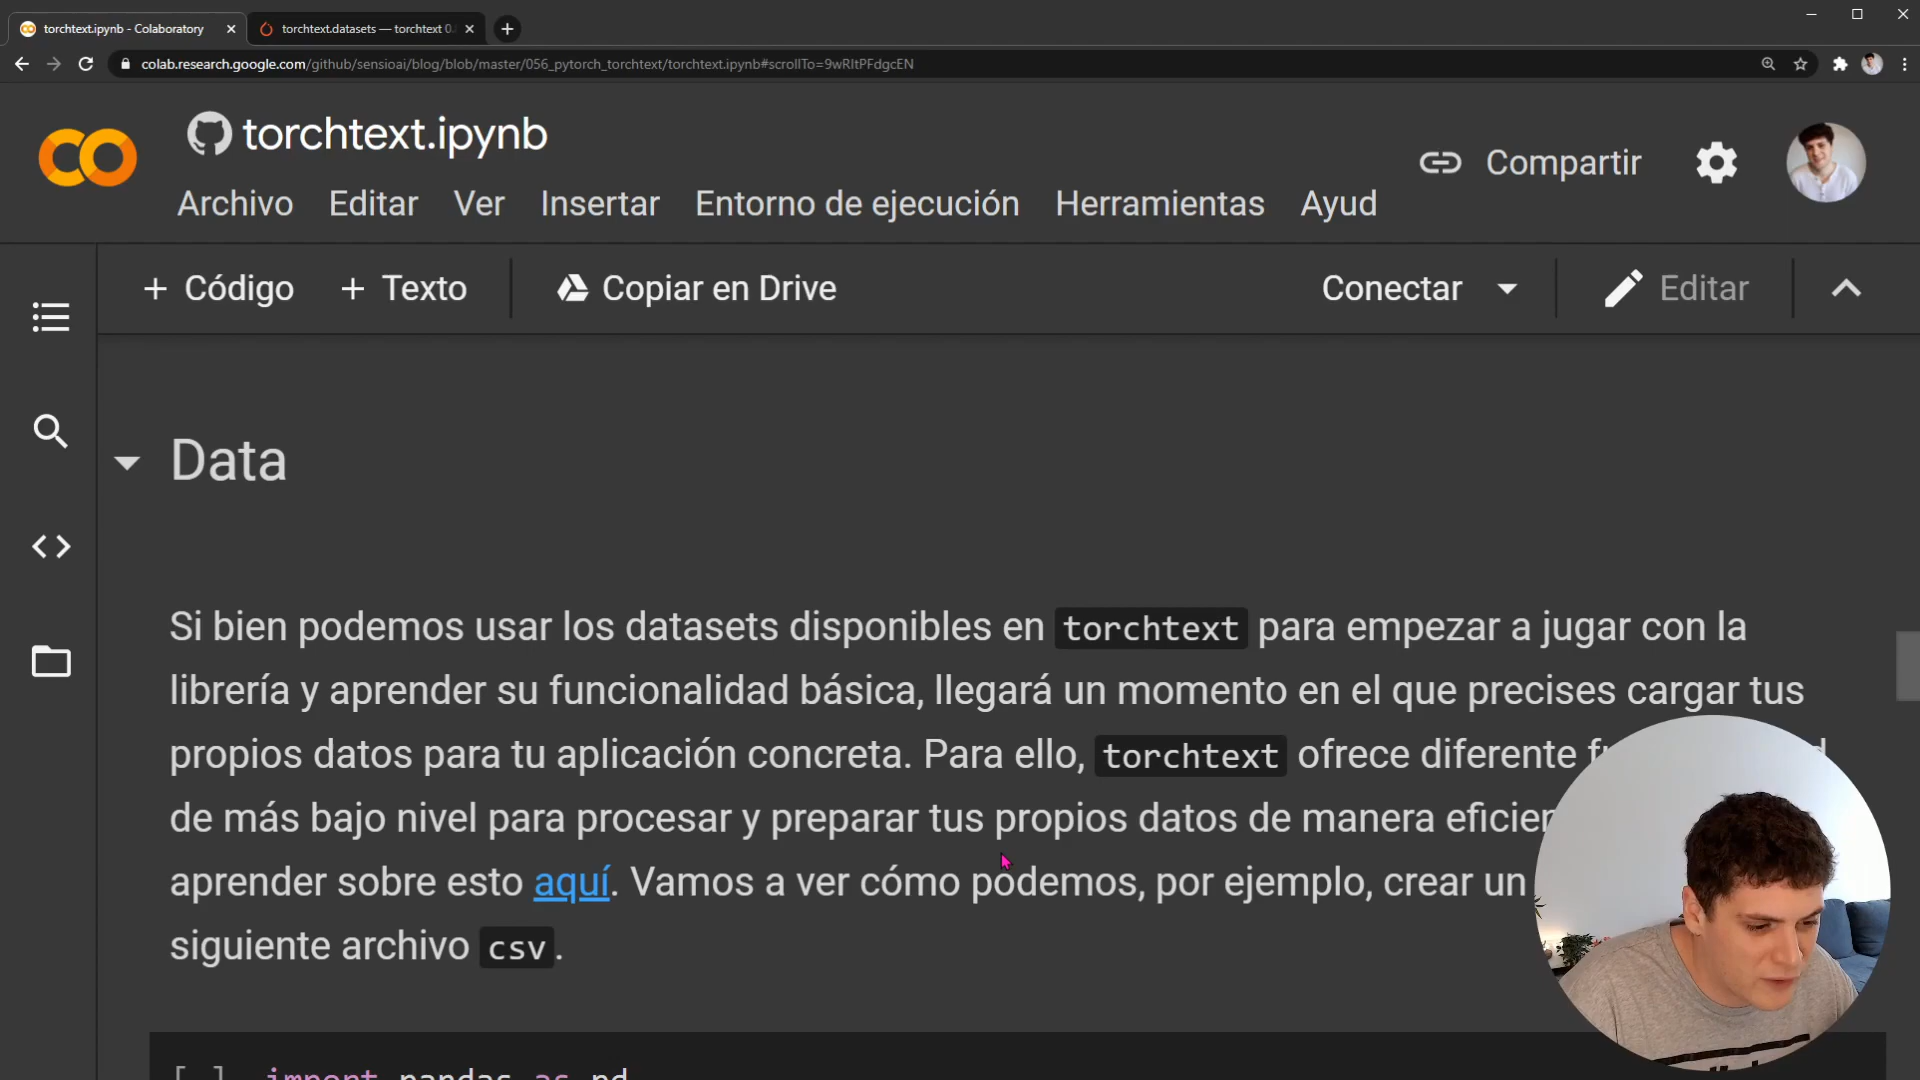 torchtext.ipynb - Colaboratory
torchtext.datasets — torchtext 0.
colab.research.google.com/github/sensioai/blog/blob/master/056_pytorch_torchtext/torchtext.ipynb#scrollTo=9wRItPFdgcEN
torchtext.ipynb
Compartir
Archivo Editar Ver Insertar Entorno de ejecución Herramientas Ayud
+ Código + Texto Copiar en Drive Conectar Editar
Data
Si bien podemos usar los datasets disponibles en torchtext para empezar a jugar con la
librería y aprender su funcionalidad básica, llegará un momento en el que precises cargar tus
propios datos para tu aplicación concreta. Para ello, torchtext ofrece diferente
de más bajo nivel para procesar y preparar tus propios datos de manera
aprender sobre esto aquí. Vamos a ver cómo podemos, por ejemplo, crear un
siguiente archivo csv.
[ ] import pandas as pd